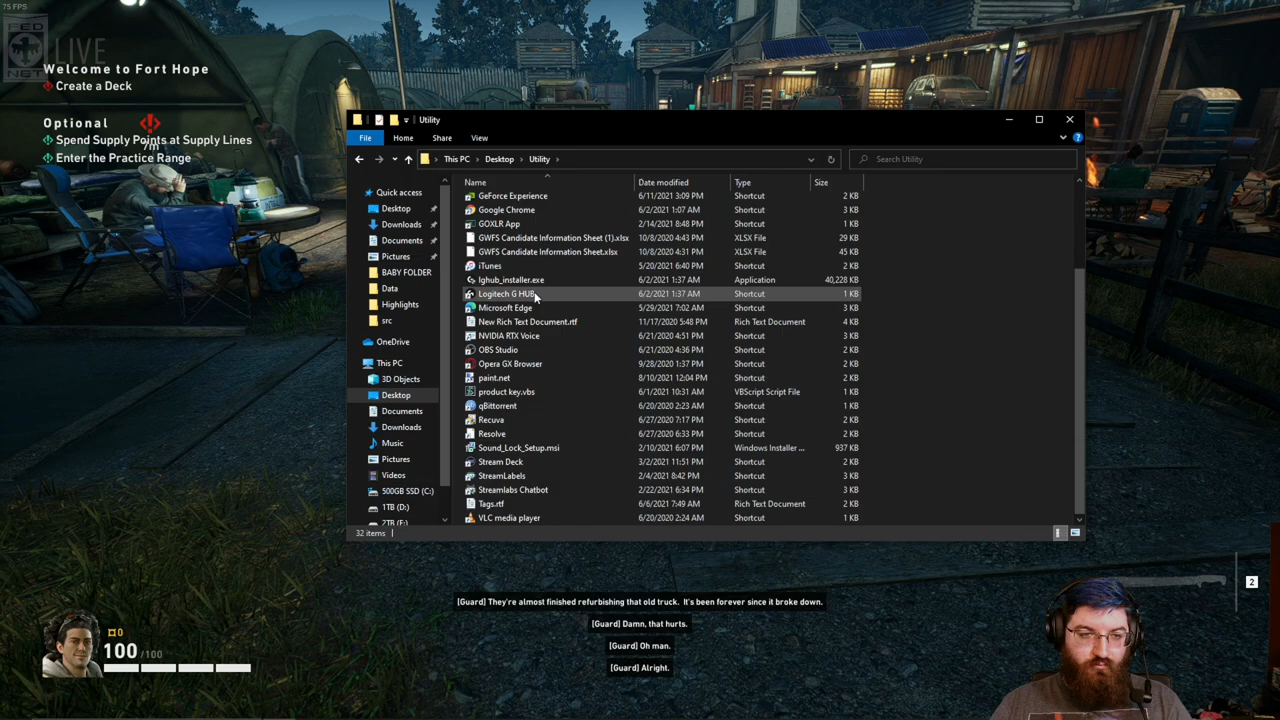 75 FPS
FED
NET
LIVE
Welcome to Fort Hope
Create a Deck
Optional
Spend Supply Points at Supply Lines
7m
Enter the Practice Range
Utility
File
Home
Share
View
This PC
Desktop
Utility
Search Utility
Name
Date modified
Type
Size
Quick access
Desktop
Downloads
Documents
Pictures
BABY FOLDER
Data
Highlights
src
OneDrive
This PC
3D Objects
Desktop
Documents
Downloads
Music
Pictures
Videos
500GB SSD (C:)
1TB (D:)
2TB (F:)
GeForce Experience 6/11/2021 3:09 PM Shortcut 2 KB
Google Chrome 6/2/2021 1:07 AM Shortcut 3 KB
GOXLR App 2/14/2021 8:48 PM Shortcut 1 KB
GWFS Candidate Information Sheet (1).xlsx 10/8/2020 4:43 PM XLSX File 29 KB
GWFS Candidate Information Sheet.xlsx 10/8/2020 4:31 PM XLSX File 45 KB
iTunes 5/20/2021 6:40 PM Shortcut 2 KB
lghub_installer.exe 6/2/2021 1:37 AM Application 40,228 KB
Logitech G HUB 6/2/2021 1:37 AM Shortcut 1 KB
Microsoft Edge 5/29/2021 7:02 AM Shortcut 3 KB
New Rich Text Document.rtf 11/17/2020 5:48 PM Rich Text Document 4 KB
NVIDIA RTX Voice 6/21/2020 4:51 PM Shortcut 3 KB
OBS Studio 6/21/2020 4:36 PM Shortcut 2 KB
Opera GX Browser 9/28/2020 1:37 PM Shortcut 2 KB
paint.net 8/10/2021 12:04 PM Shortcut 2 KB
product key.vbs 6/1/2021 10:31 AM VBScript Script File 1 KB
qBittorrent 6/20/2020 2:23 AM Shortcut 1 KB
Recuva 6/27/2020 7:17 PM Shortcut 2 KB
Resolve 6/27/2020 6:33 PM Shortcut 2 KB
Sound_Lock_Setup.msi 2/10/2021 6:07 PM Windows Installer ... 937 KB
Stream Deck 3/2/2021 11:51 PM Shortcut 2 KB
StreamLabels 2/4/2021 8:42 PM Shortcut 3 KB
Streamlabs Chatbot 2/22/2021 6:34 PM Shortcut 3 KB
Tags.rtf 6/6/2021 7:49 AM Rich Text Document 2 KB
VLC media player 6/20/2020 2:24 AM Shortcut 1 KB
32 items
2
[Guard] They're almost finished refurbishing that old truck. It's been forever since it broke down.
[Guard] Damn, that hurts.
[Guard] Oh man.
[Guard] Alright.
0
100/100